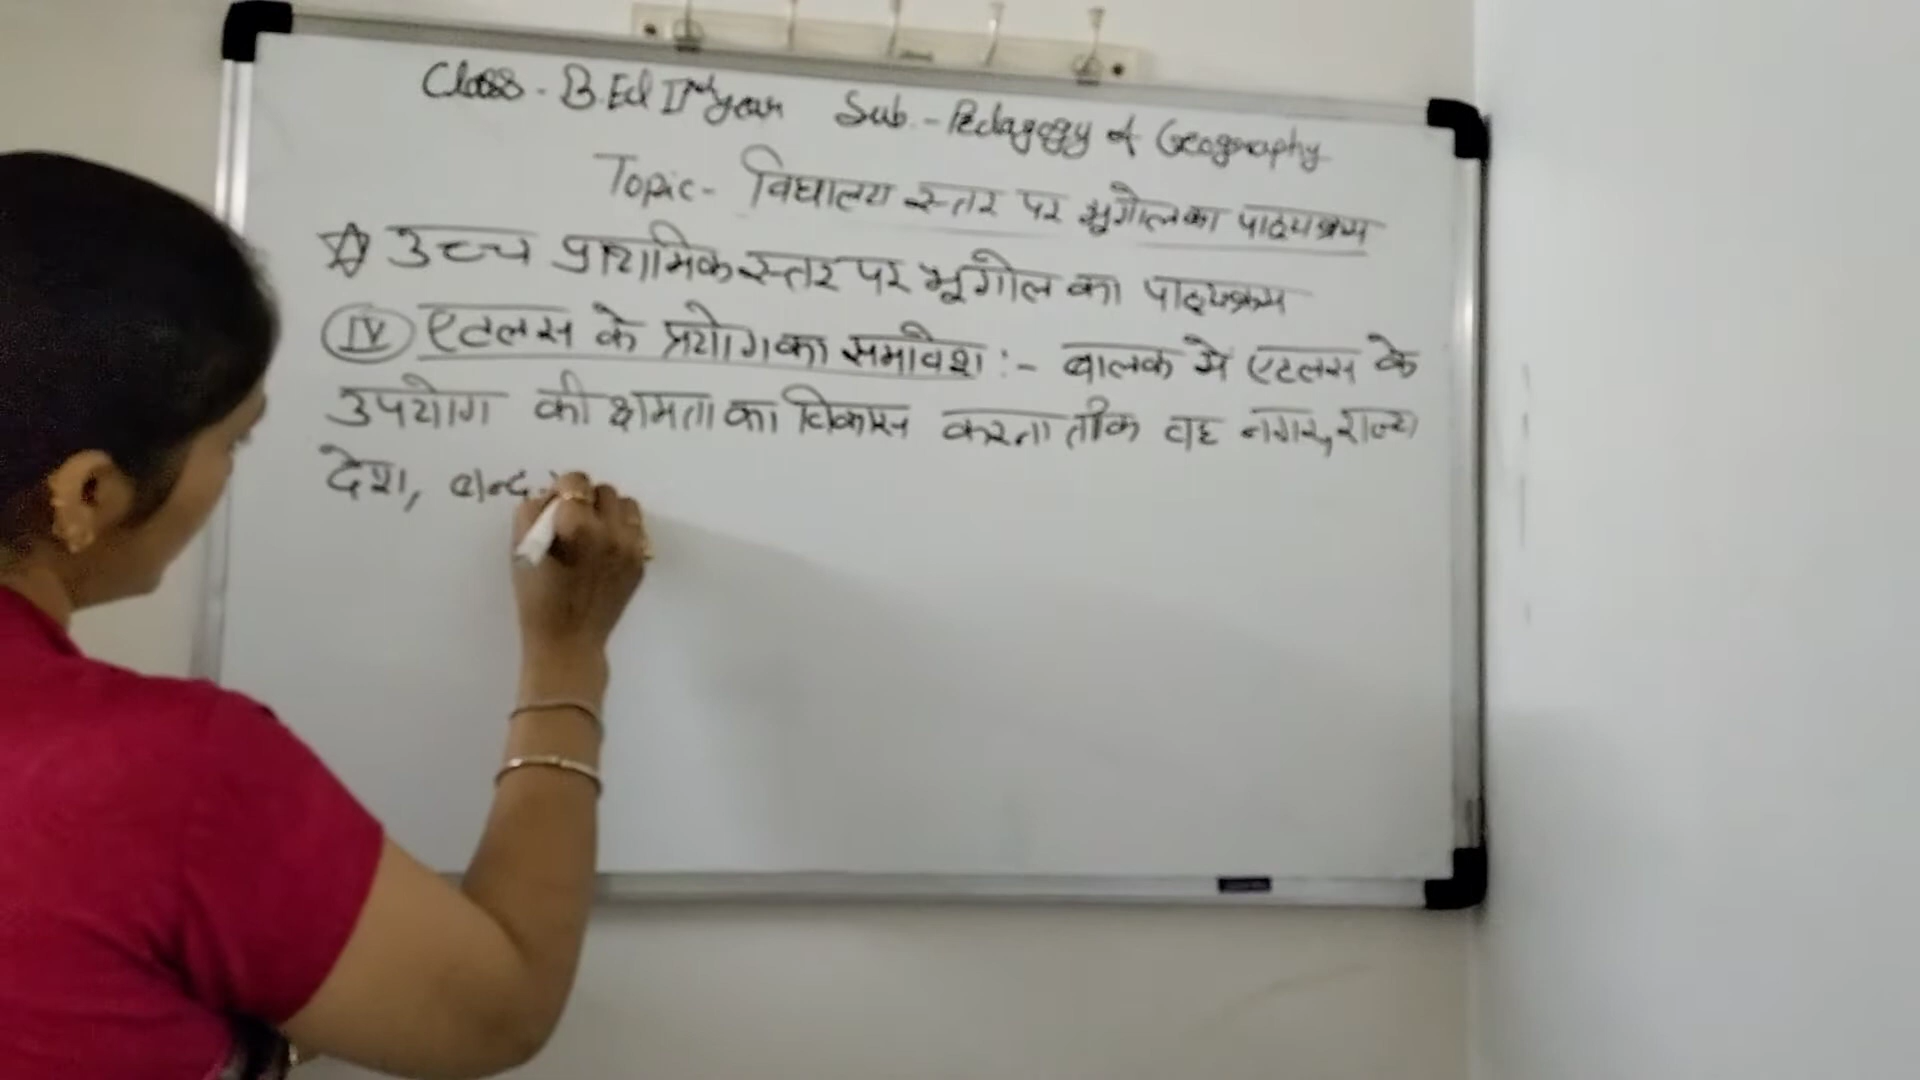 Class - B.Ed IInd year Sub. - Pedagogy of Geography
Topic - विद्यालय स्तर पर भूगोल का पाठ्यक्रम
☆ उच्च प्राथमिक स्तर पर भूगोल का पाठ्यक्रम
(IV) एटलस के प्रयोग का समावेश :- बालक मे एटलस के
उपयोग की क्षमता का विकास करना ताकि वह नगर, राज्य
देश,